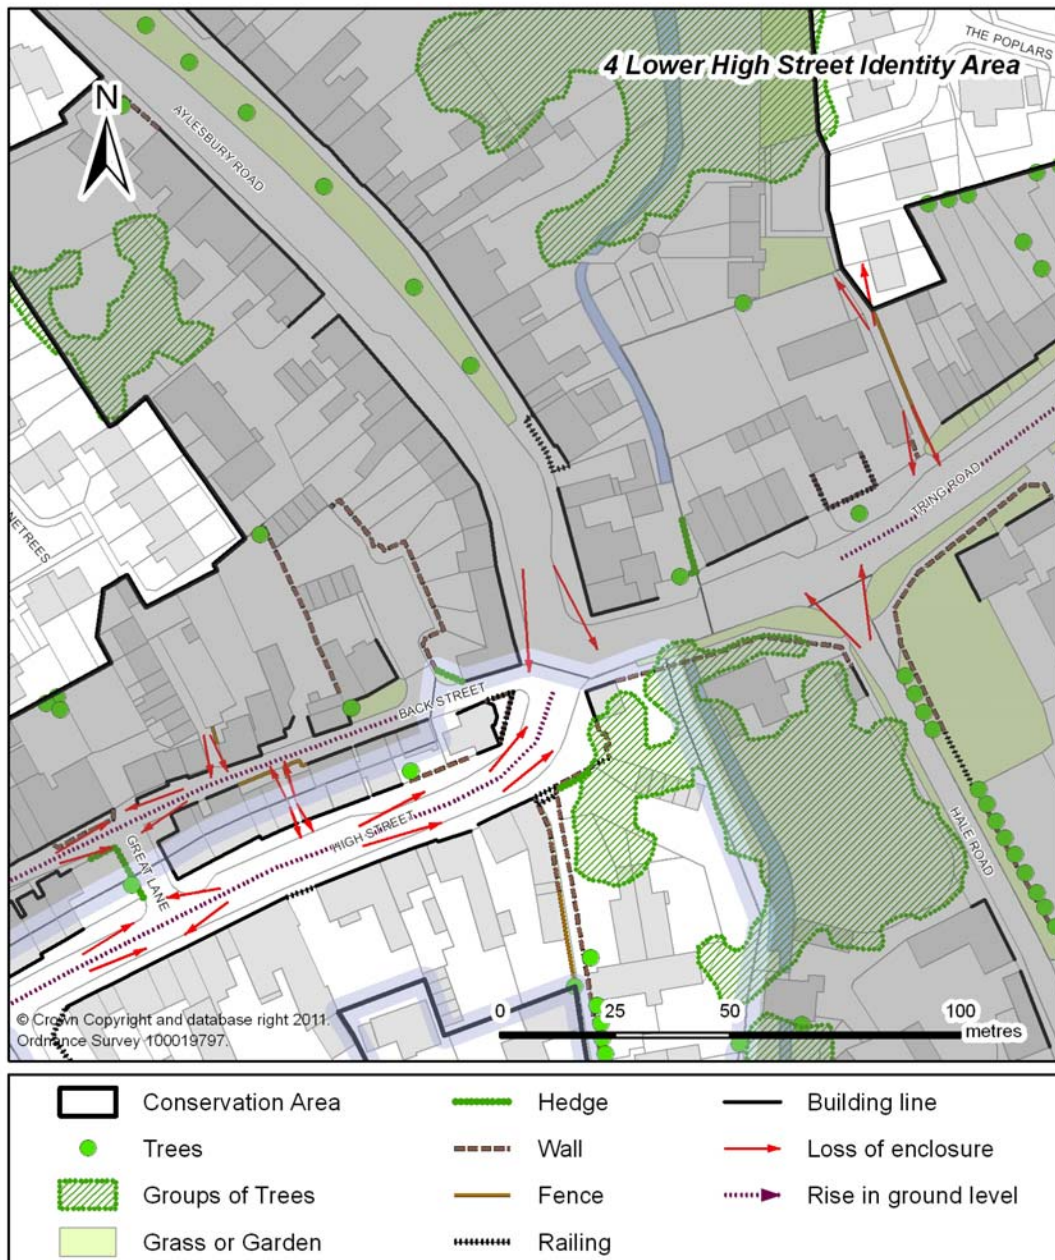 THE POPLARS
4 Lower High Street Identity Area
N
AYLESBURY ROAD
TRING ROAD
NETREES
BACK STREET
HIGH STREET
GREAT LANE
HALE ROAD
© Crown Copyright and database right 2011.
Ordnance Survey 100019797.
0 25 50 100
metres
Conservation Area
Trees
Groups of Trees
Grass or Garden
Hedge
Wall
Fence
Railing
Building line
Loss of enclosure
Rise in ground level